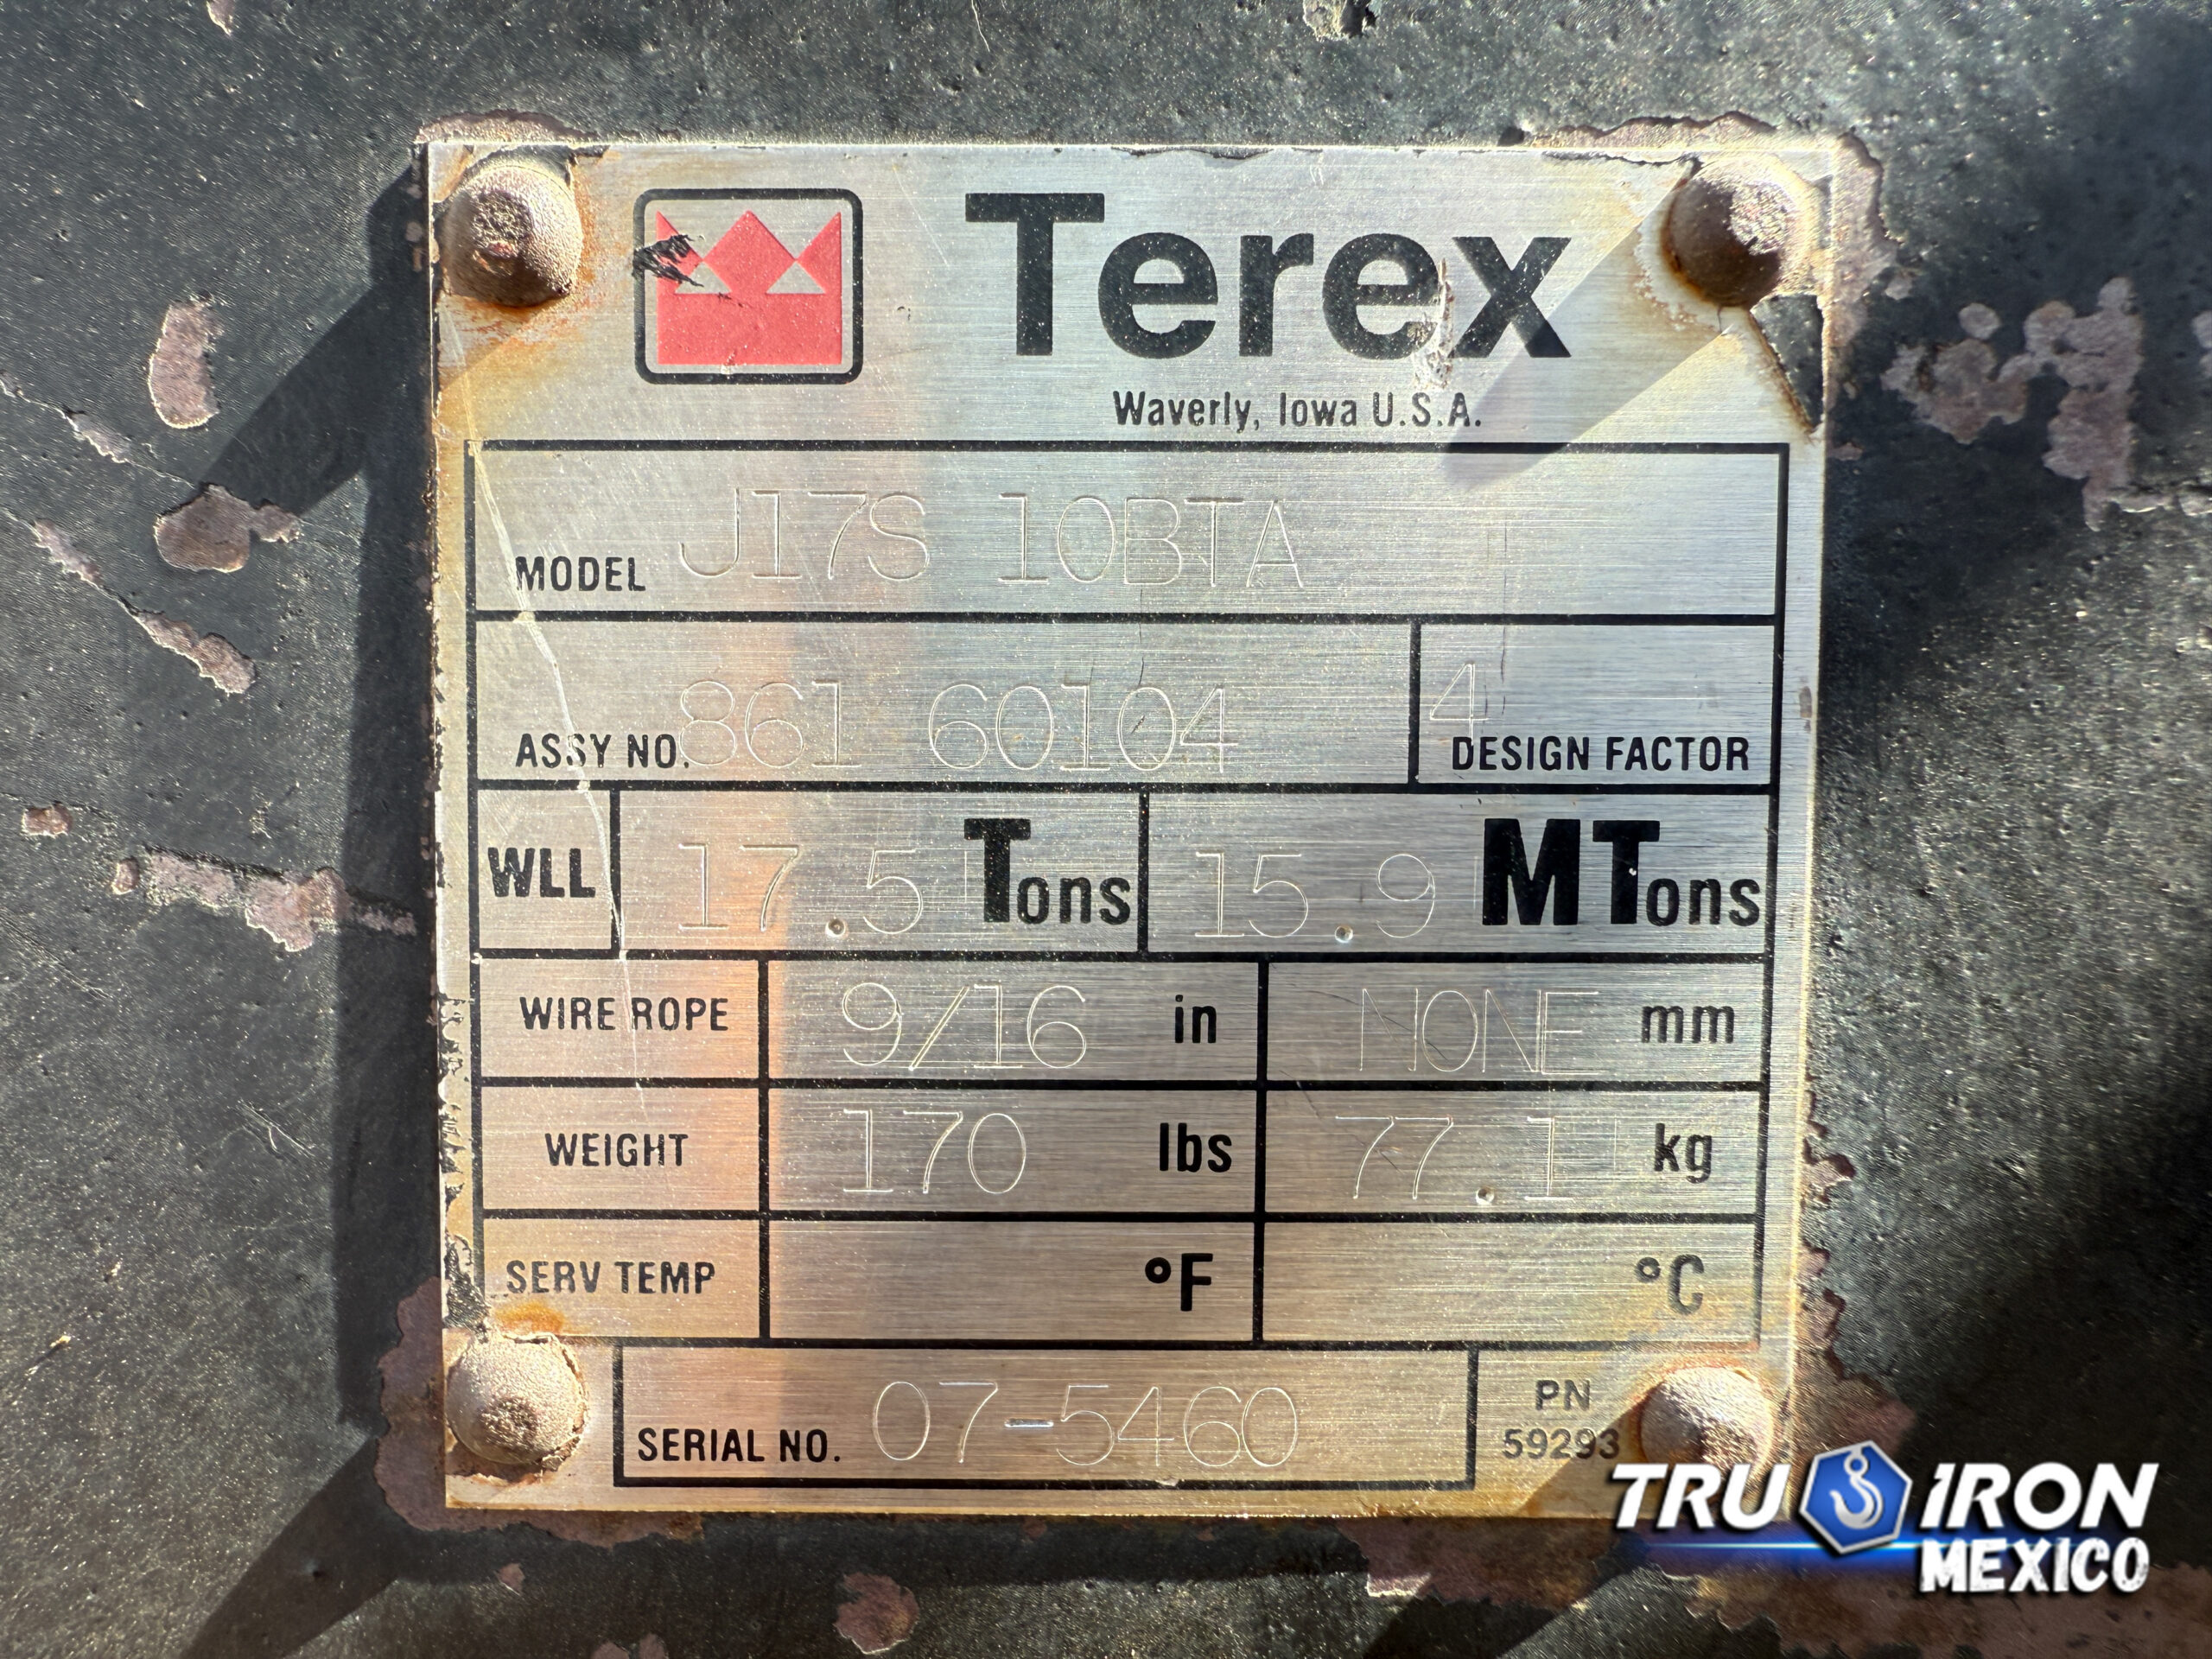 Terex
Waverly, Iowa U.S.A.
MODEL J17S 10BTA
ASSY NO. 861 60104 4 DESIGN FACTOR
WLL 17.5 Tons 15.9 MTons
WIRE ROPE 9/16 in NONE mm
WEIGHT 170 lbs 77.1 kg
SERV TEMP °F °C
SERIAL NO. 07-5460
PN
59293
TRU IRON
MEXICO